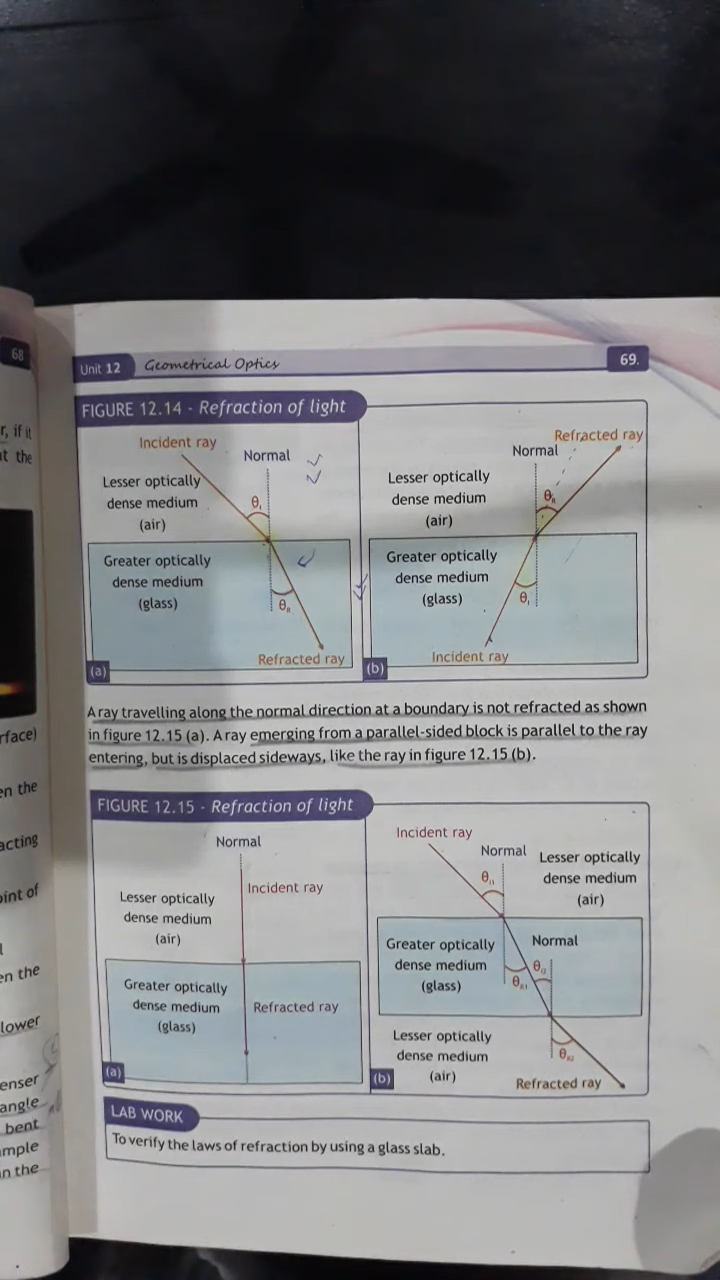 68
r, if it
t the
rface)
en the
acting
oint of
l
en the
lower
enser
angle
bent
mple
n the
Unit 12 Geometrical Optics 69.
FIGURE 12.14 - Refraction of light
Incident ray
Normal
Lesser optically
dense medium
(air)
θi
Greater optically
dense medium
(glass)
θR
Refracted ray
(a)
Refracted ray
Normal
Lesser optically
dense medium
(air)
θR
Greater optically
dense medium
(glass)
θi
Incident ray
(b)
A ray travelling along the normal direction at a boundary is not refracted as shown
in figure 12.15 (a). A ray emerging from a parallel-sided block is parallel to the ray
entering, but is displaced sideways, like the ray in figure 12.15 (b).
FIGURE 12.15 - Refraction of light
Normal
Incident ray
Lesser optically
dense medium
(air)
Greater optically
dense medium
(glass)
Refracted ray
(a)
Incident ray
Normal
Lesser optically
dense medium
(air)
θi1
Greater optically
dense medium
(glass)
Normal
θR1
θi2
Lesser optically
dense medium
(air)
θR2
Refracted ray
(b)
LAB WORK
To verify the laws of refraction by using a glass slab.